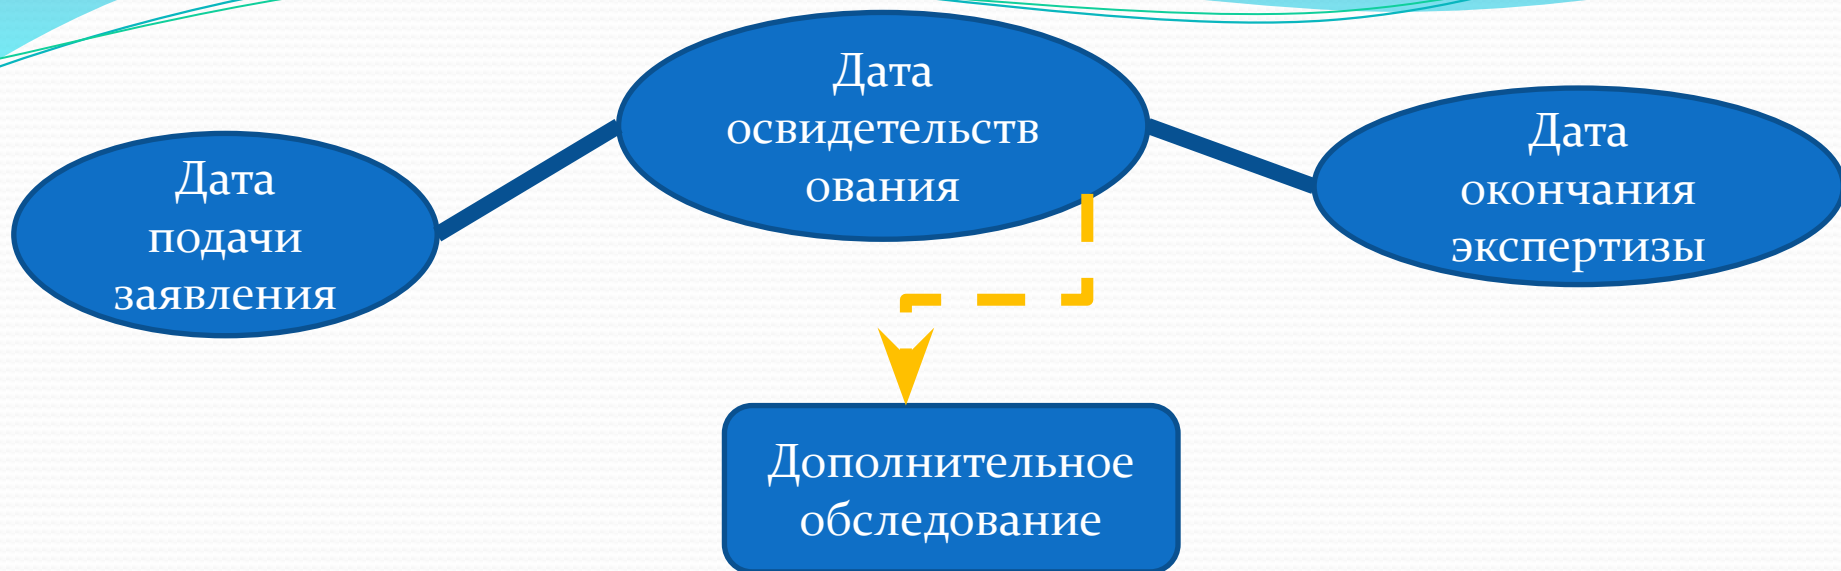 Дата
подачи
заявления
Дата
освидетельств
ования
Дата
окончания
экспертизы
Дополнительное
обследование